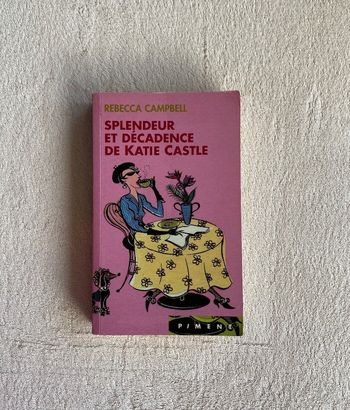 REBECCA CAMPBELL
SPLENDEUR
ET DÉCADENCE
DE KATIE CASTLE
PIMENT